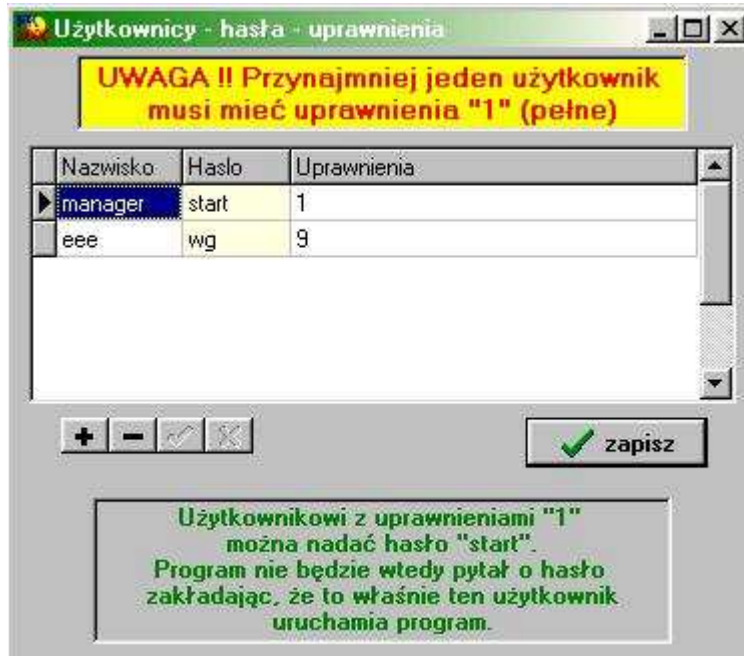 Użytkownicy - hasła - uprawnienia
UWAGA !! Przynajmniej jeden użytkownik
musi mieć uprawnienia "1" (pełne)
Nazwisko Haslo Uprawnienia
manager start 1
eee wg 9
zapisz
Użytkownikowi z uprawnieniami "1"
można nadać hasło "start".
Program nie będzie wtedy pytał o hasło
zakładając, że to właśnie ten użytkownik
uruchamia program.